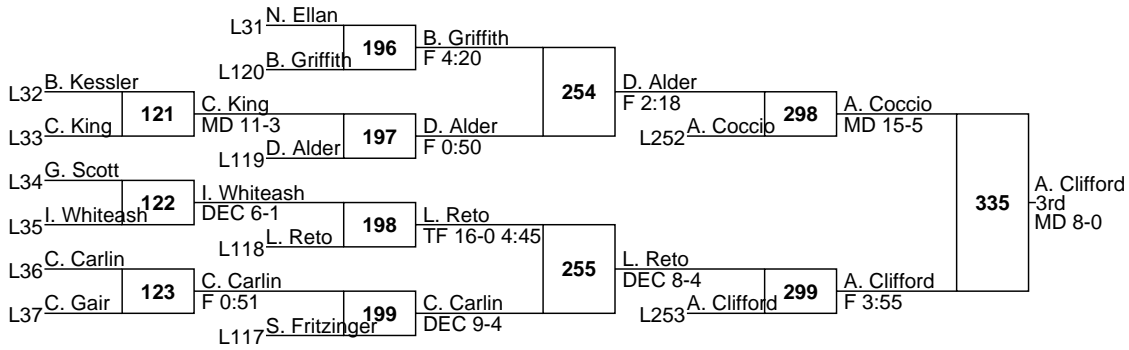 N. Ellan
L31
196
B. Griffith
F 4:20
B. Griffith
L120
B. Kessler
L32
121
C. King
MD 11-3
C. King
L33
197
D. Alder
F 0:50
D. Alder
L119
254
D. Alder
F 2:18
298
A. Coccio
MD 15-5
A. Coccio
L252
G. Scott
L34
122
I. Whiteash
DEC 6-1
I. Whiteash
L35
198
L. Reto
TF 16-0 4:45
L. Reto
L118
C. Carlin
L36
123
C. Carlin
F 0:51
C. Gair
L37
199
C. Carlin
DEC 9-4
S. Fritzinger
L117
255
L. Reto
DEC 8-4
299
A. Clifford
F 3:55
A. Clifford
L253
335
A. Clifford
3rd
MD 8-0